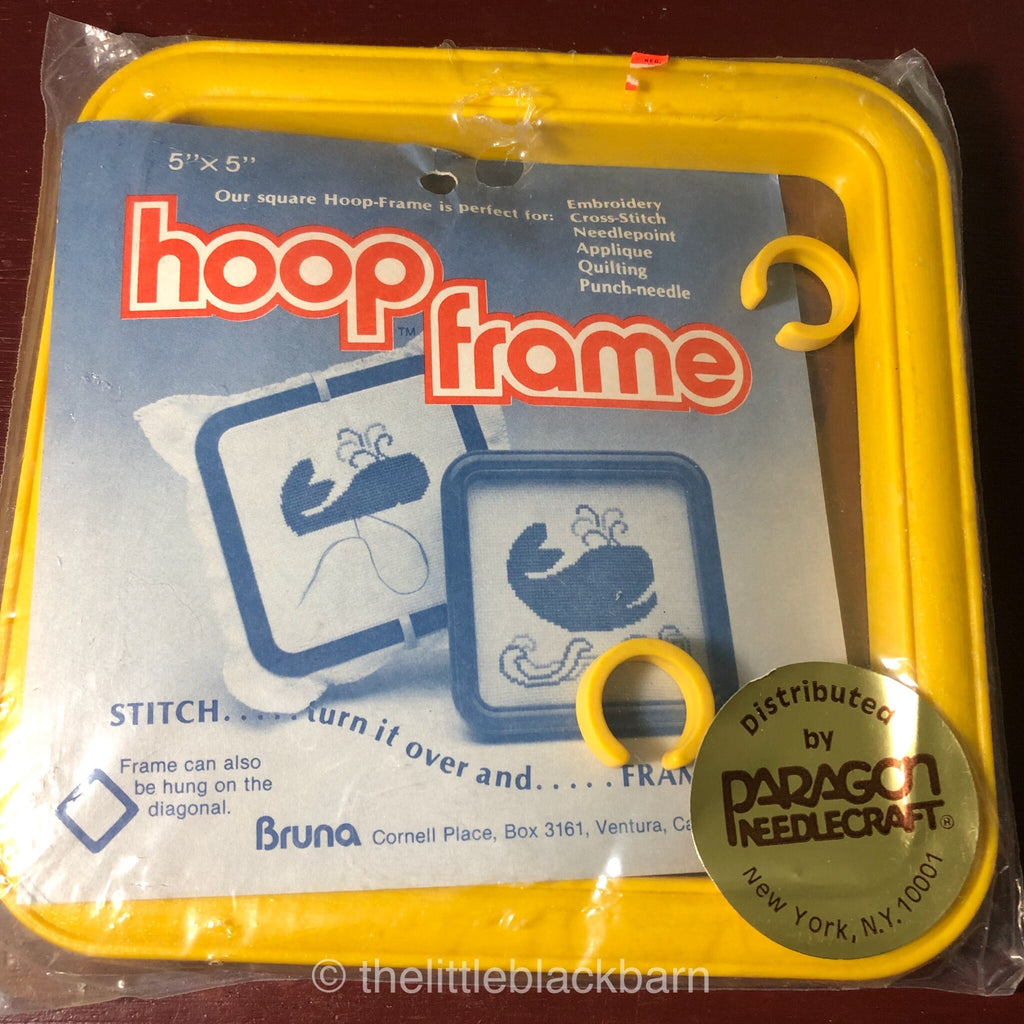 5"x 5"
Our square Hoop-Frame is perfect for:
Embroidery
Cross-Stitch
Needlepoint
Applique
Quilting
Punch-needle
hoop
frame
TM
STITCH.....turn it over and.....FRAM
Frame can also
be hung on the
diagonal.
Bruna Cornell Place, Box 3161, Ventura, Ca
Distributed
by
PARAGON
NEEDLECRAFT®
New York, N.Y. 10001
© thelittleblackbarn